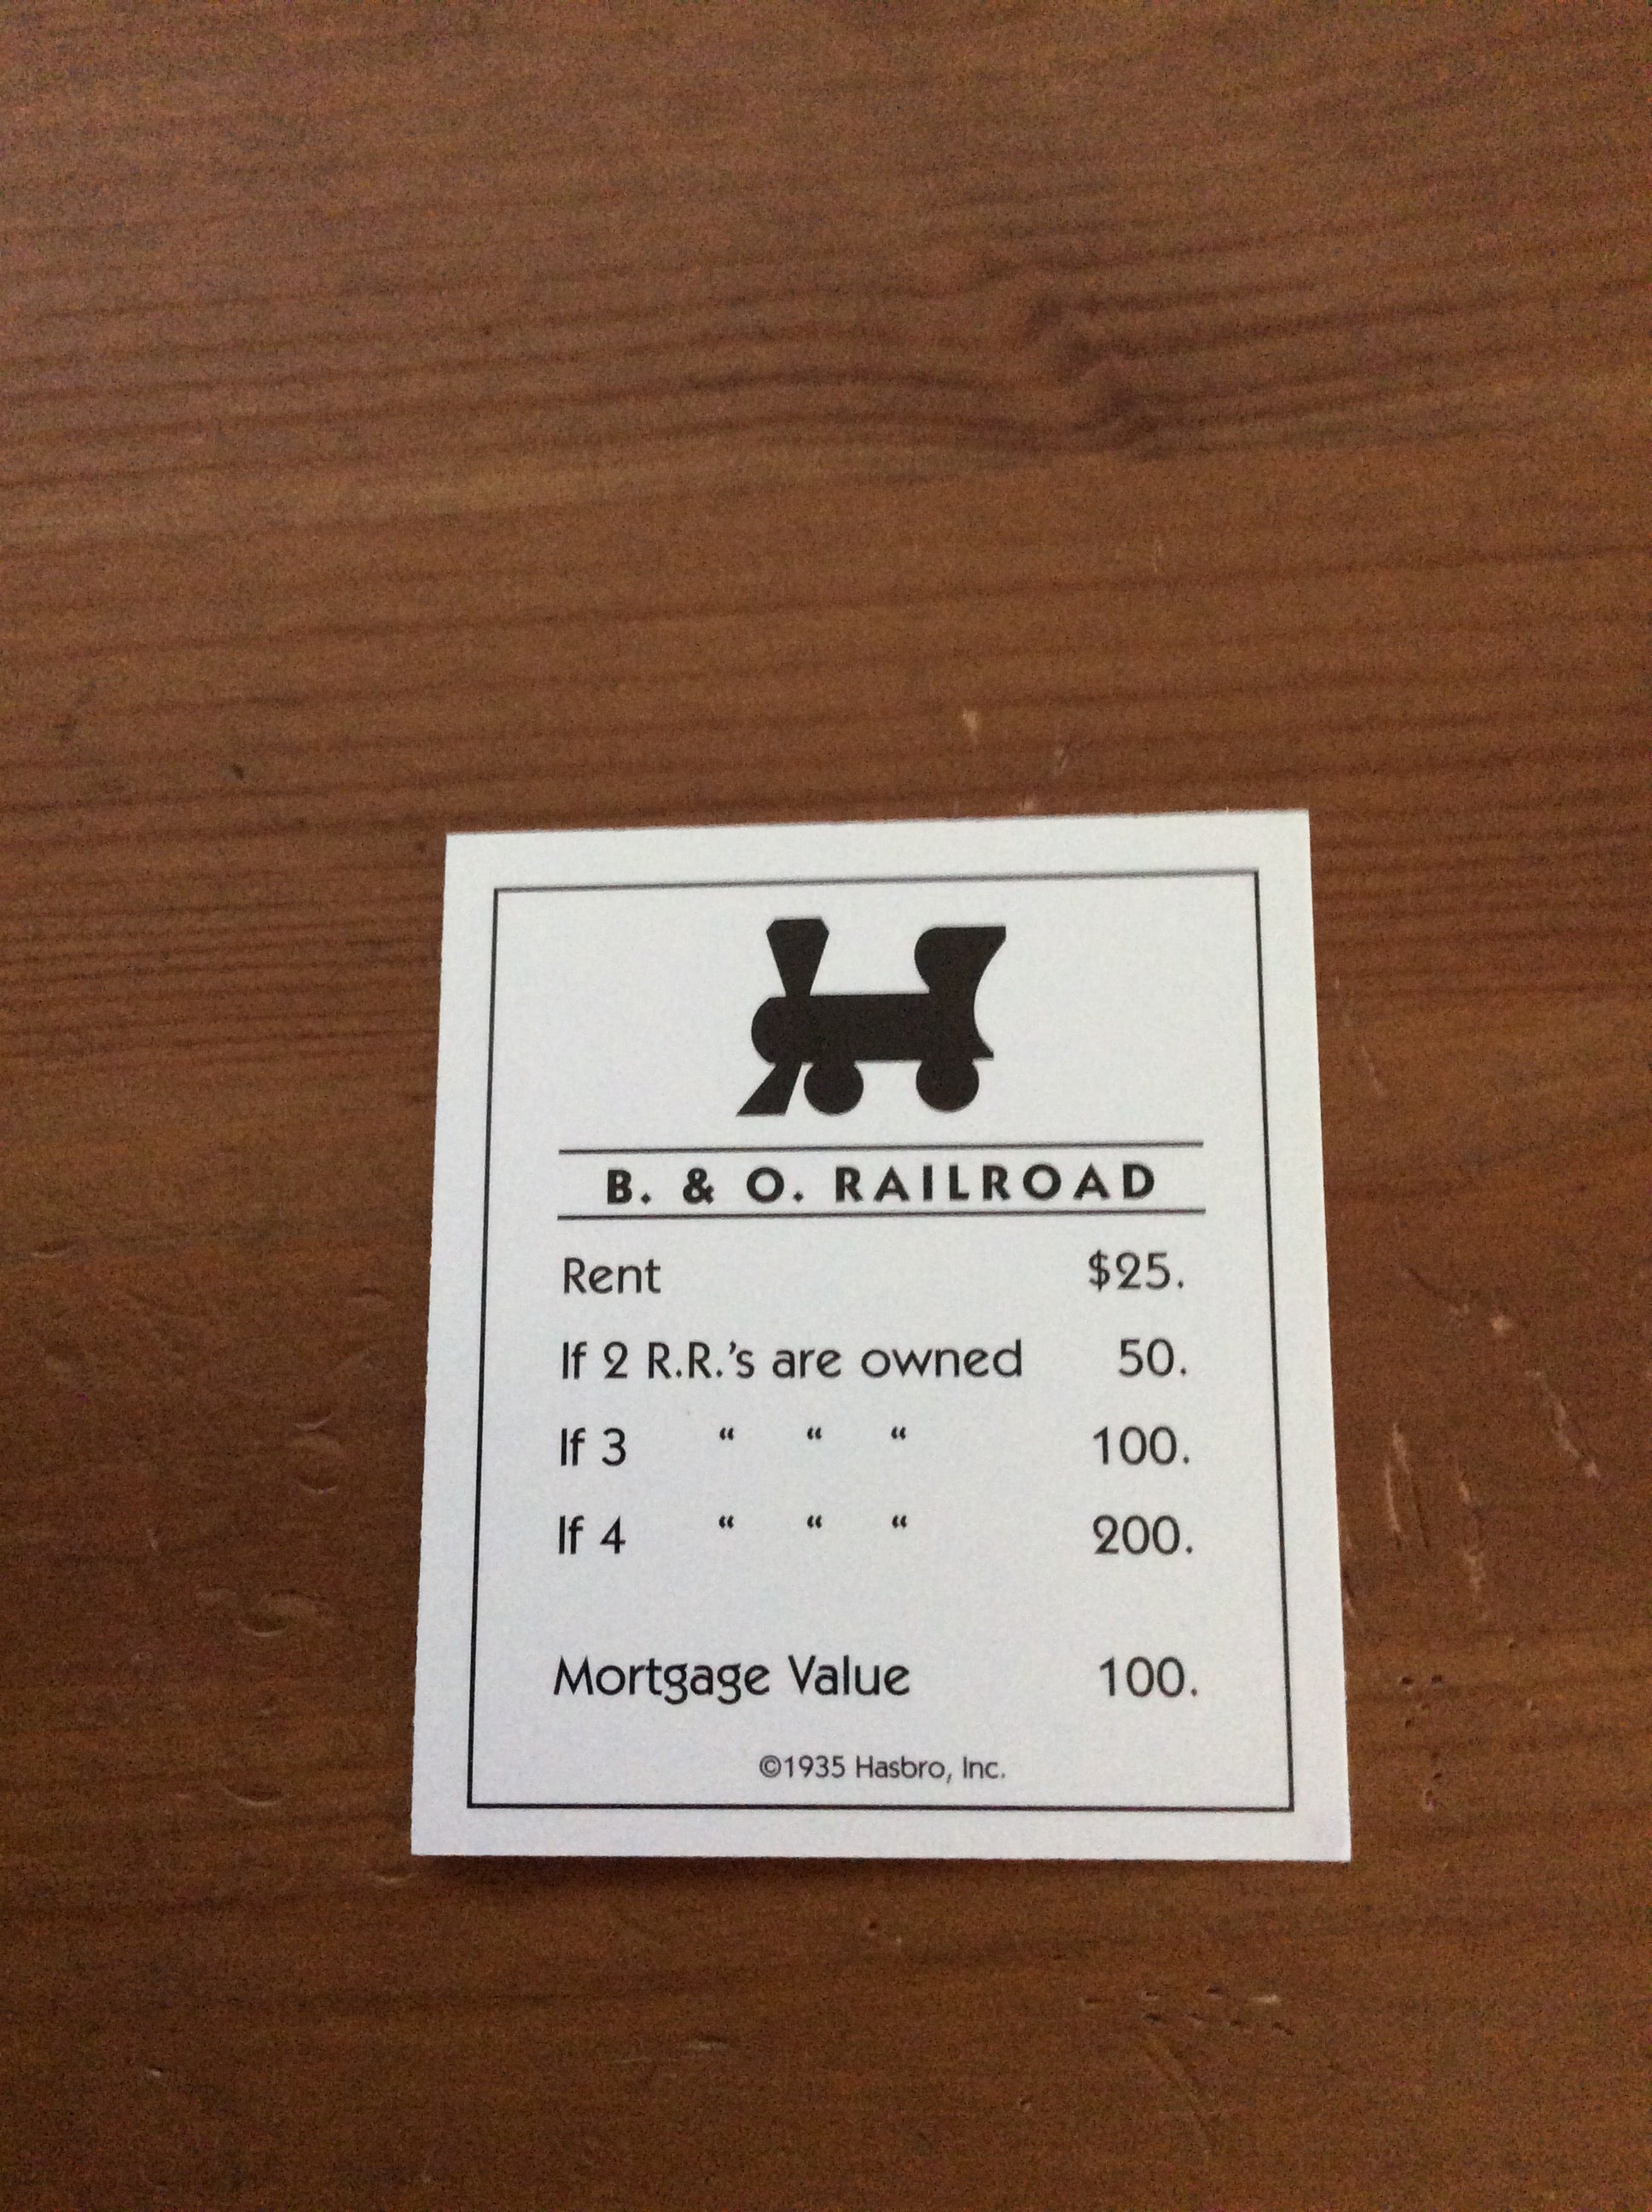 B. & O. RAILROAD
Rent $25.
If 2 R.R.'s are owned 50.
If 3 “ “ “ 100.
If 4 “ “ “ 200.
Mortgage Value 100.
©1935 Hasbro, Inc.